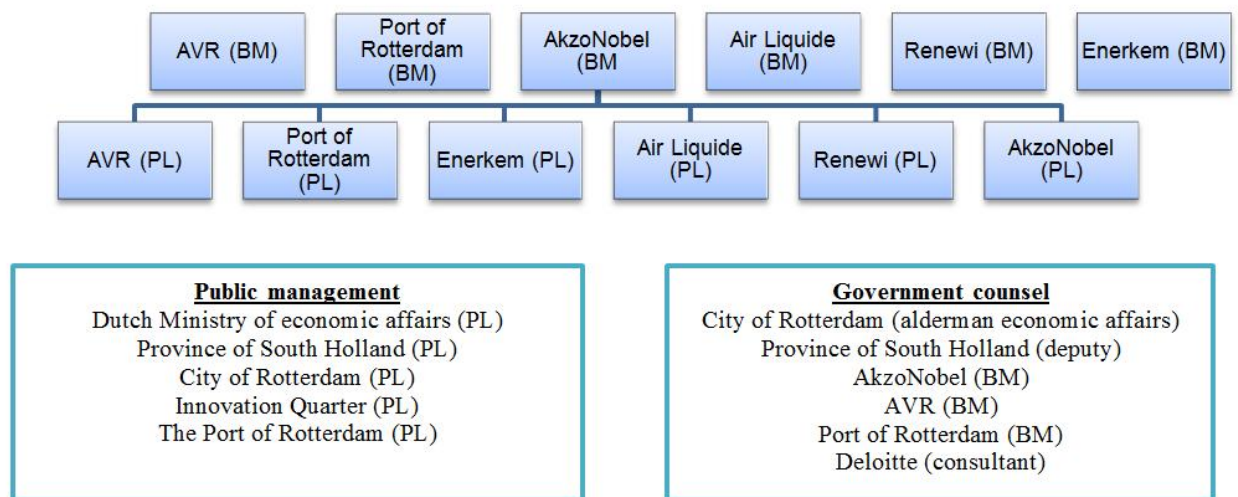 AVR (BM)
Port of
Rotterdam
(BM)
AkzoNobel
(BM
Air Liquide
(BM)
Renewi (BM)
Enerkem (BM)
AVR (PL)
Port of
Rotterdam
(PL)
Enerkem (PL)
Air Liquide
(PL)
Renewi (PL)
AkzoNobel
(PL)
Public management
Dutch Ministry of economic affairs (PL)
Province of South Holland (PL)
City of Rotterdam (PL)
Innovation Quarter (PL)
The Port of Rotterdam (PL)
Government counsel
City of Rotterdam (alderman economic affairs)
Province of South Holland (deputy)
AkzoNobel (BM)
AVR (BM)
Port of Rotterdam (BM)
Deloitte (consultant)